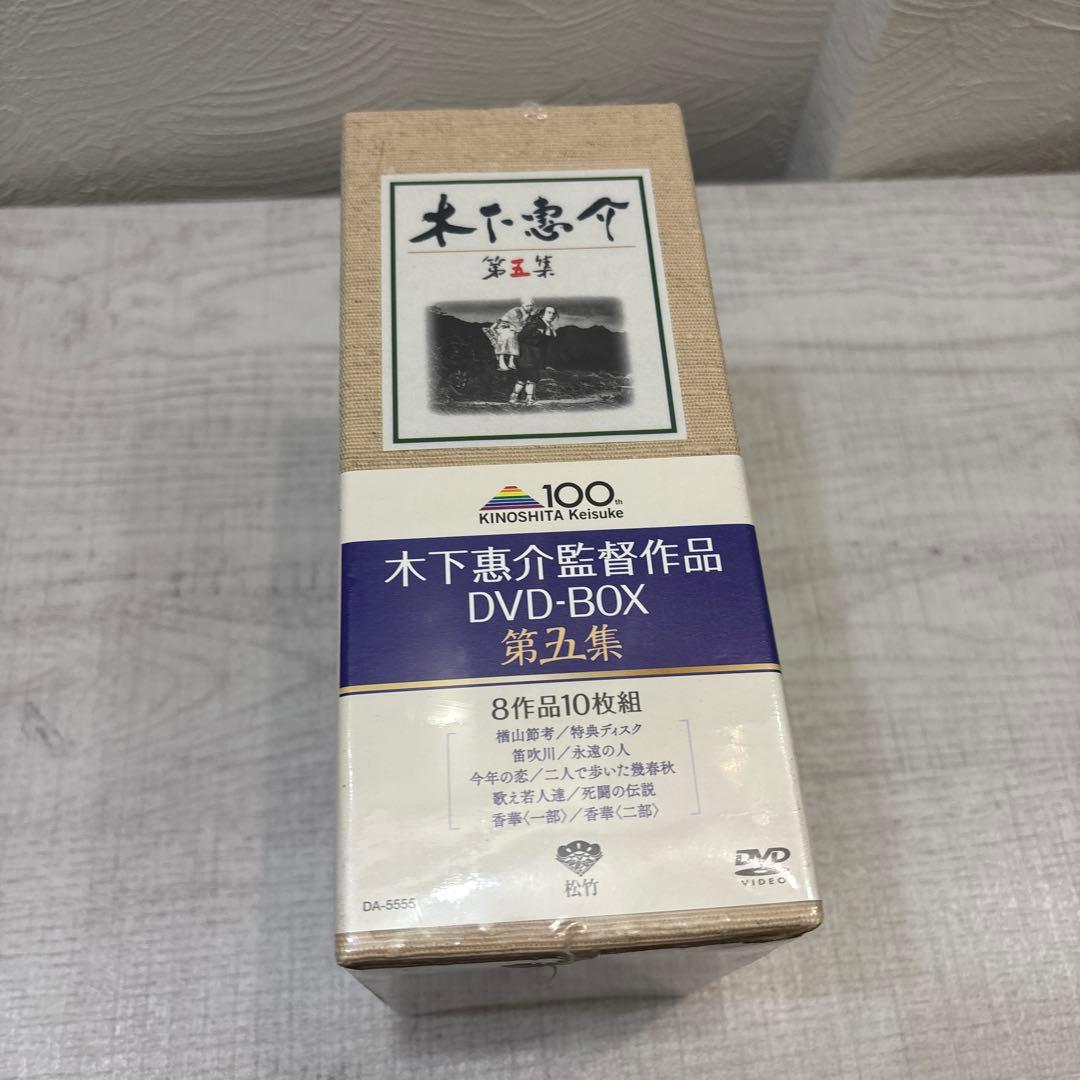 木下惠介
第五集
100th
KINOSHITA Keisuke
木下惠介監督作品
DVD-BOX
第五集
8作品10枚組
楢山節考／特典ディスク
笛吹川／永遠の人
今年の恋／二人で歩いた幾春秋
歌え若人達／死闘の伝説
香華〈一部〉／香華〈二部〉
松竹
DVD
VIDEO
DA-5555